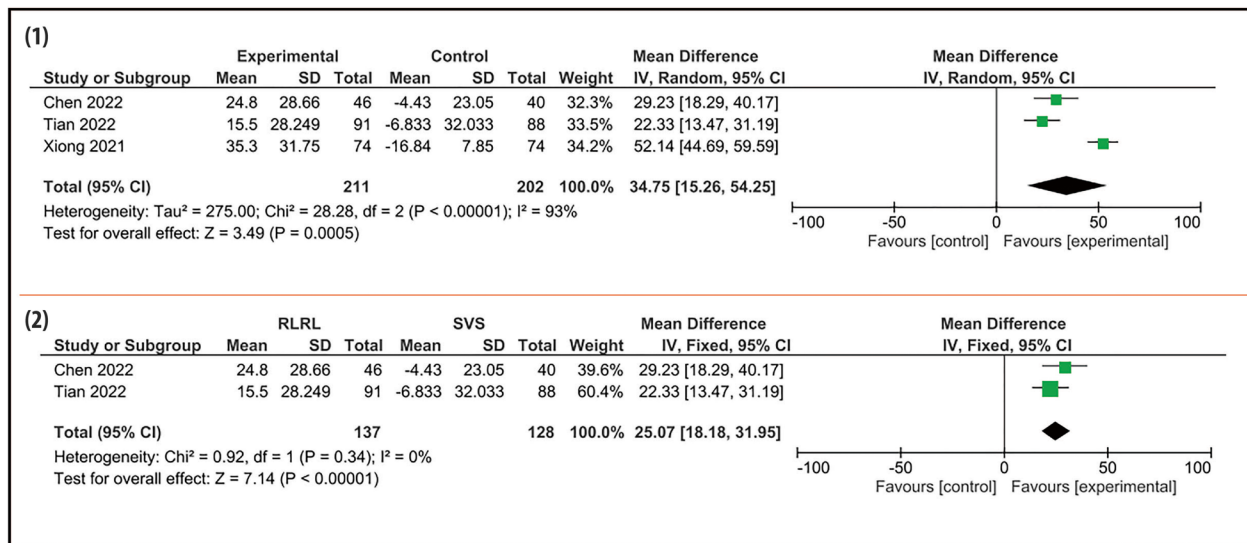 (1)
Experimental Control Mean Difference Mean Difference
Study or Subgroup Mean SD Total Mean SD Total Weight IV, Random, 95% CI IV, Random, 95% CI
Chen 2022 24.8 28.66 46 -4.43 23.05 40 32.3% 29.23 [18.29, 40.17]
Tian 2022 15.5 28.249 91 -6.833 32.033 88 33.5% 22.33 [13.47, 31.19]
Xiong 2021 35.3 31.75 74 -16.84 7.85 74 34.2% 52.14 [44.69, 59.59]
Total (95% CI) 211 202 100.0% 34.75 [15.26, 54.25]
Heterogeneity: Tau² = 275.00; Chi² = 28.28, df = 2 (P < 0.00001); I² = 93%
Test for overall effect: Z = 3.49 (P = 0.0005)
-100 -50 0 50 100
Favours [control] Favours [experimental]
(2)
RLRL SVS Mean Difference Mean Difference
Study or Subgroup Mean SD Total Mean SD Total Weight IV, Fixed, 95% CI IV, Fixed, 95% CI
Chen 2022 24.8 28.66 46 -4.43 23.05 40 39.6% 29.23 [18.29, 40.17]
Tian 2022 15.5 28.249 91 -6.833 32.033 88 60.4% 22.33 [13.47, 31.19]
Total (95% CI) 137 128 100.0% 25.07 [18.18, 31.95]
Heterogeneity: Chi² = 0.92, df = 1 (P = 0.34); I² = 0%
Test for overall effect: Z = 7.14 (P < 0.00001)
-100 -50 0 50 100
Favours [control] Favours [experimental]